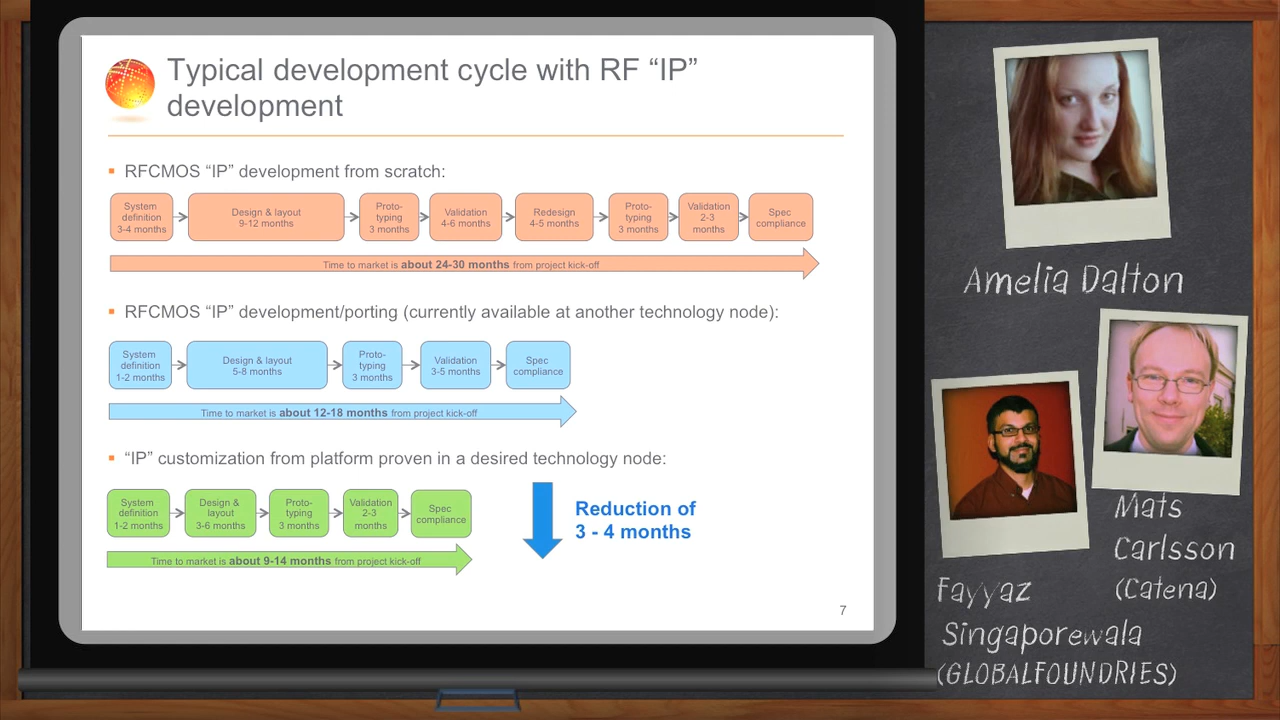 Typical development cycle with RF “IP”
development
▪ RFCMOS “IP” development from scratch:
System
definition
3-4 months
Design & layout
9-12 months
Proto-
typing
3 months
Validation
4-6 months
Redesign
4-5 months
Proto-
typing
3 months
Validation
2-3
months
Spec
compliance
Time to market is about 24-30 months from project kick-off
▪ RFCMOS “IP” development/porting (currently available at another technology node):
System
definition
1-2 months
Design & layout
5-8 months
Proto-
typing
3 months
Validation
3-5 months
Spec
compliance
Time to market is about 12-18 months from project kick-off
▪ “IP” customization from platform proven in a desired technology node:
System
definition
1-2 months
Design &
layout
3-6 months
Proto-
typing
3 months
Validation
2-3
months
Spec
compliance
Reduction of
3 - 4 months
Time to market is about 9-14 months from project kick-off
7
Amelia Dalton
Mats
Carlsson
(Catena)
Fayyaz
Singaporewala
(GLOBALFOUNDRIES)